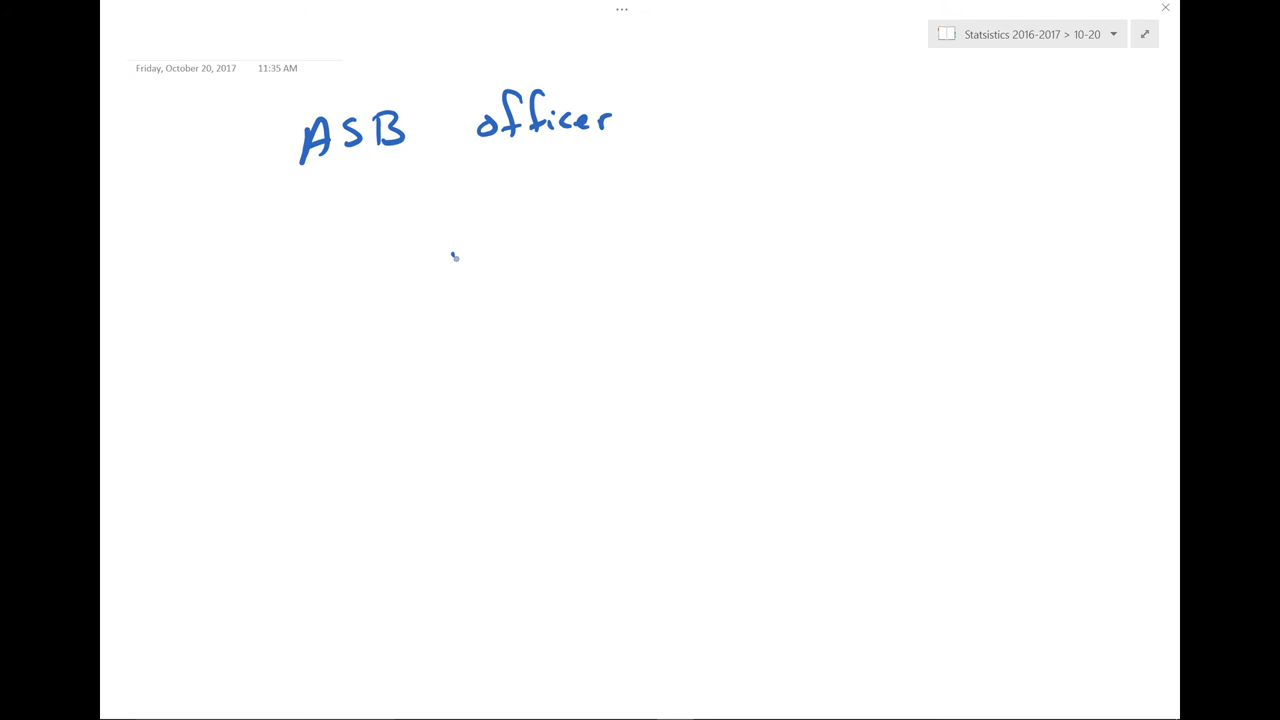 Statsistics 2016-2017 > 10-20
Friday, October 20, 2017 11:35 AM
ASB officer